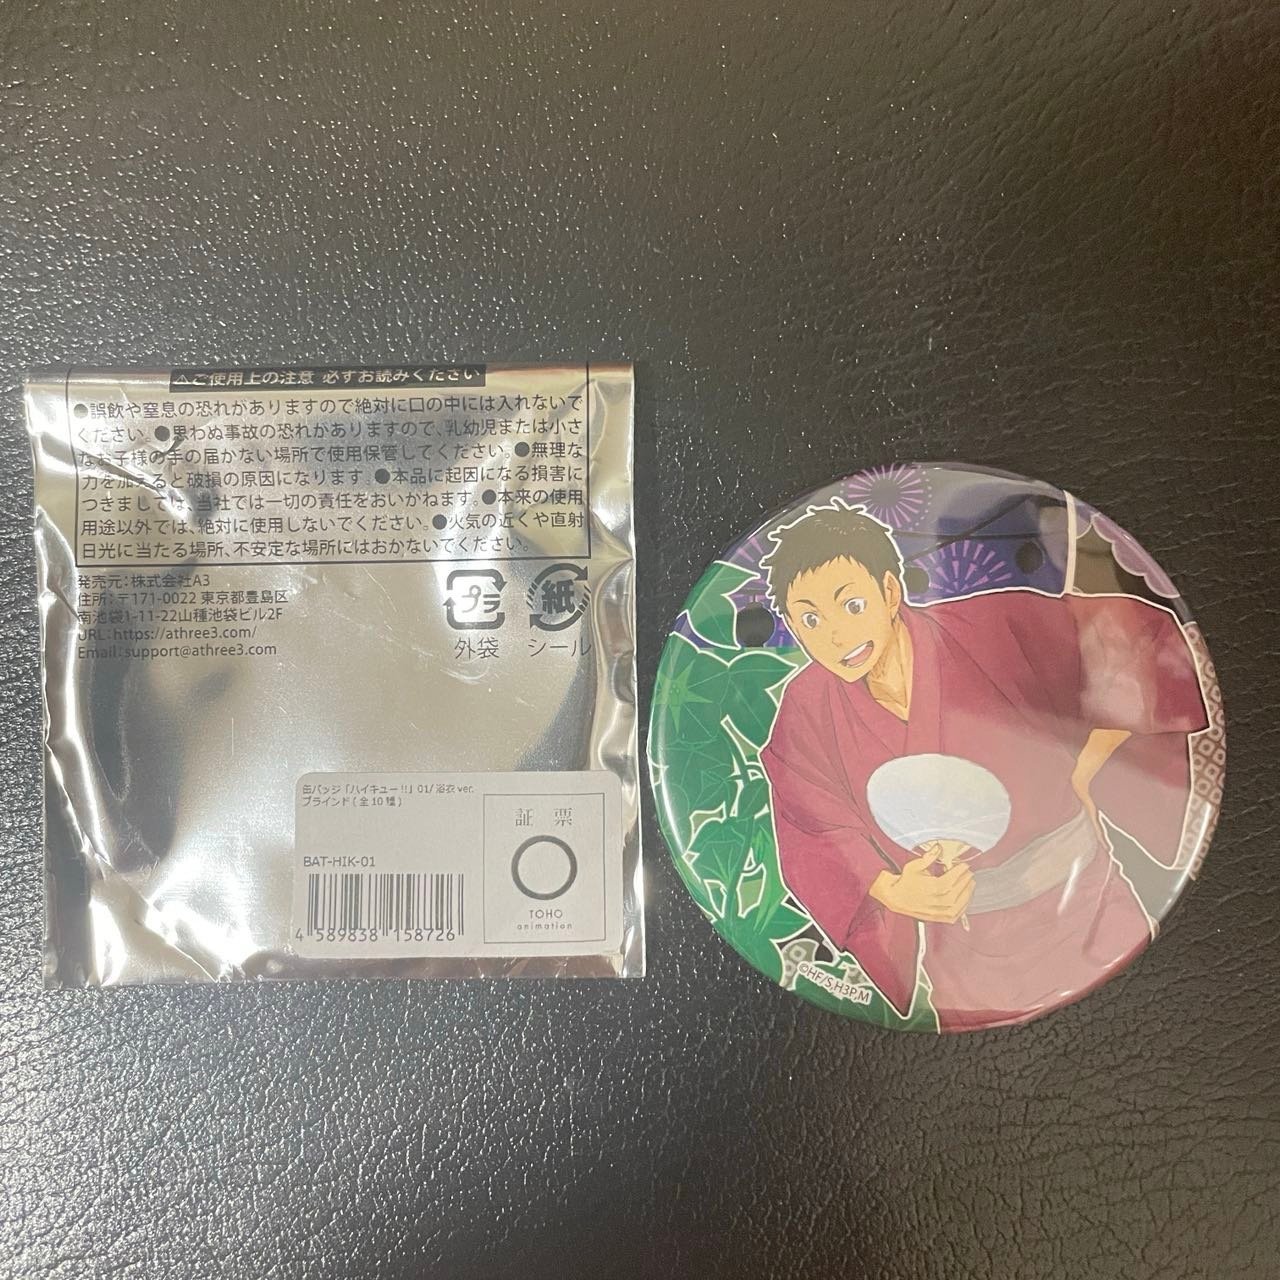 ⚠ご使用上の注意 必ずお読みください
●誤飲や窒息の恐れがありますので絶対に口の中には入れないで
ください。●思わぬ事故の恐れがありますので、乳幼児または小さ
なお子様の手の届かない場所で使用保管してください。●無理な
力を加えると破損の原因になります。●本品に起因になる損害に
つきましては、当社では一切の責任をおいかねます。●本来の使用
用途以外では、絶対に使用しないでください。●火気の近くや直射
日光に当たる場所、不安定な場所にはおかないでください。
発売元:株式会社A3
住所:〒171-0022 東京都豊島区
南池袋1-11-22山種池袋ビル2F
URL:https://athree3.com/
Email:support@athree3.com
プラ
外袋
紙
シール
缶バッジ「ハイキュー!!」01/浴衣ver.
ブラインド(全10種)
BAT-HIK-01
4 589838 158726
証 票
TOHO
animation
©HF/S,H3P,M